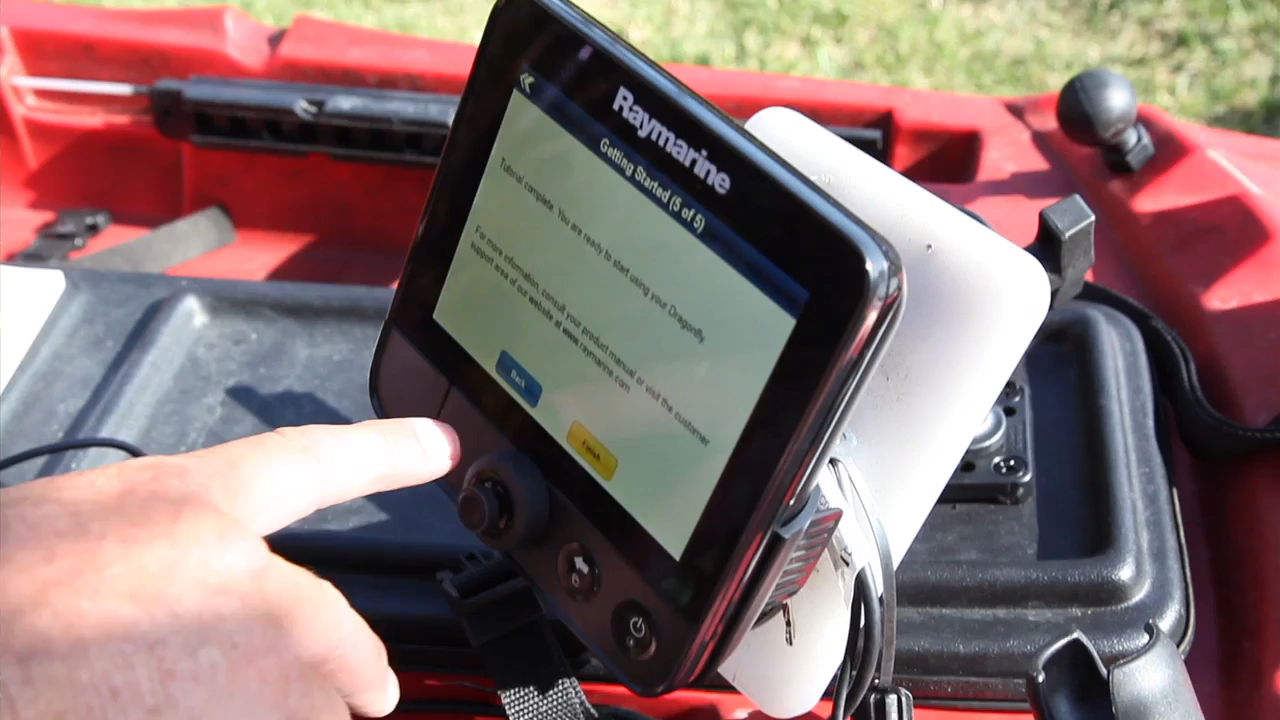 Raymarine
Getting Started (5 of 5)
Tutorial complete. You are ready to start using your Dragonfly.
For more information, consult your product manual or visit the customer
support area of our website at www.raymarine.com
Back
Finish